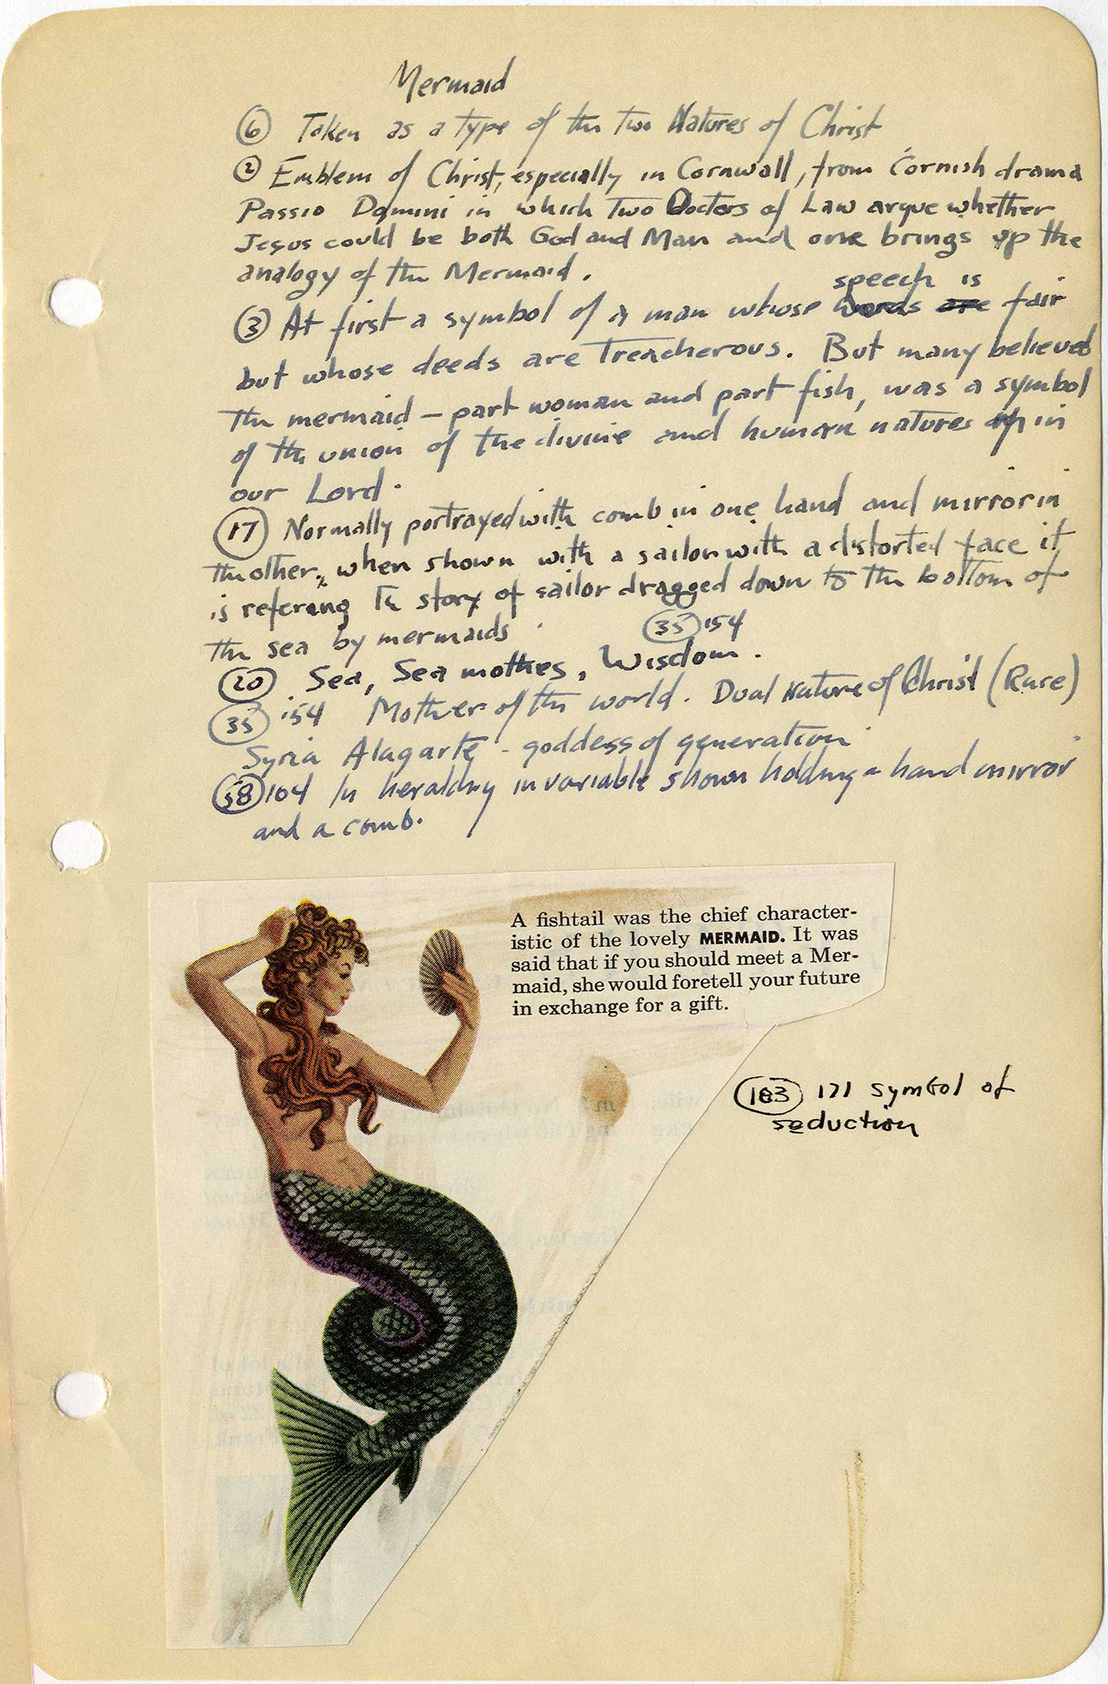 Mermaid
⑥ Taken as a type of the two Natures of Christ
② Emblem of Christ, especially in Cornwall, from Cornish drama
Passio Domini in which Two Doctors of Law argue whether
Jesus could be both God and Man and one brings up the
analogy of the Mermaid.
speech is
③ At first a symbol of a man whose words are fair
but whose deeds are Treacherous. But many believed
the mermaid – part woman and part fish, was a symbol
of the union of the divine and human natures in
our Lord.
⑰ Normally portrayed with comb in one hand and mirror in
the other, when shown with a sailor with a distorted face it
is refering to story of sailor dragged down to the bottom of
the sea by mermaids.
㉟ 154
⑳ Sea, Sea mothes, Wisdom.
㉟ 154 Mother of the world. Dual Nature of Christ (Rare)
Syria Alagarte - goddess of generation
(58) 104 In heraldry invariable shown holding a hand mirror
and a comb.
A fishtail was the chief character-
istic of the lovely MERMAID. It was
said that if you should meet a Mer-
maid, she would foretell your future
in exchange for a gift.
(103) 171 symbol of
seduction